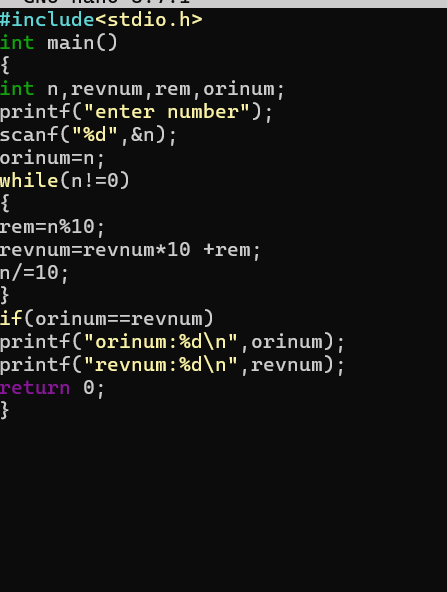 #include<stdio.h>
int main()
{
int n,revnum,rem,orinum;
printf("enter number");
scanf("%d",&n);
orinum=n;
while(n!=0)
{
rem=n%10;
revnum=revnum*10 +rem;
n/=10;
}
if(orinum==revnum)
printf("orinum:%d\n",orinum);
printf("revnum:%d\n",revnum);
return 0;
}